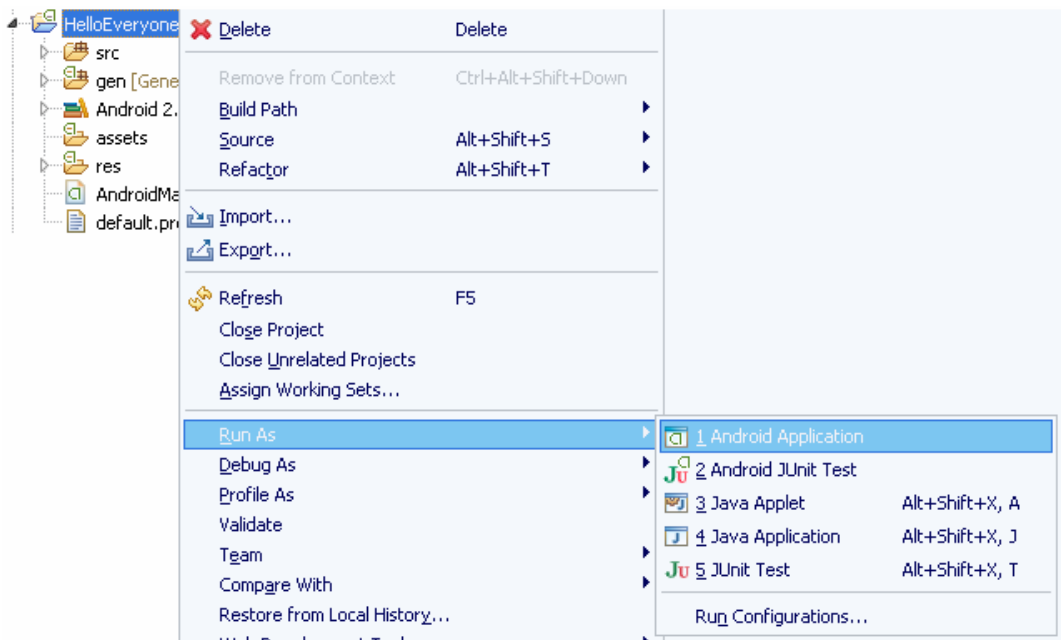 HelloEveryone
src
gen [Gene
Android 2.
assets
res
AndroidMa
default.pr
Delete Delete
Remove from Context Ctrl+Alt+Shift+Down
Build Path
Source Alt+Shift+S
Refactor Alt+Shift+T
Import...
Export...
Refresh F5
Close Project
Close Unrelated Projects
Assign Working Sets...
Run As
Debug As
Profile As
Validate
Team
Compare With
Restore from Local History...
1 Android Application
2 Android JUnit Test
3 Java Applet Alt+Shift+X, A
4 Java Application Alt+Shift+X, J
5 JUnit Test Alt+Shift+X, T
Run Configurations...